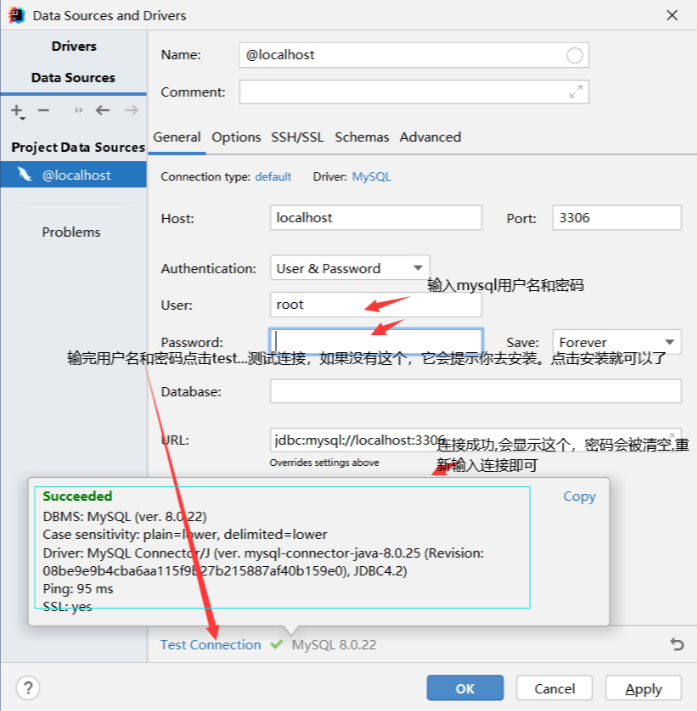 Data Sources and Drivers
Drivers
Data Sources
Project Data Sources
@localhost
Problems
Name: @localhost
Comment:
General Options SSH/SSL Schemas Advanced
Connection type: default Driver: MySQL
Host: localhost Port: 3306
Authentication: User & Password
输入mysql用户名和密码
User: root
Password: Save: Forever
输完用户名和密码点击test...测试连接，如果没有这个，它会提示你去安装。点击安装就可以了
Database:
URL: jdbc:mysql://localhost:3306
连接成功,会显示这个，密码会被清空,重
新输入连接即可
Overrides settings above
Succeeded Copy
DBMS: MySQL (ver. 8.0.22)
Case sensitivity: plain=lower, delimited=lower
Driver: MySQL Connector/J (ver. mysql-connector-java-8.0.25 (Revision:
08be9e9b4cba6aa115f9b27b215887af40b159e0), JDBC4.2)
Ping: 95 ms
SSL: yes
Test Connection MySQL 8.0.22
? OK Cancel Apply